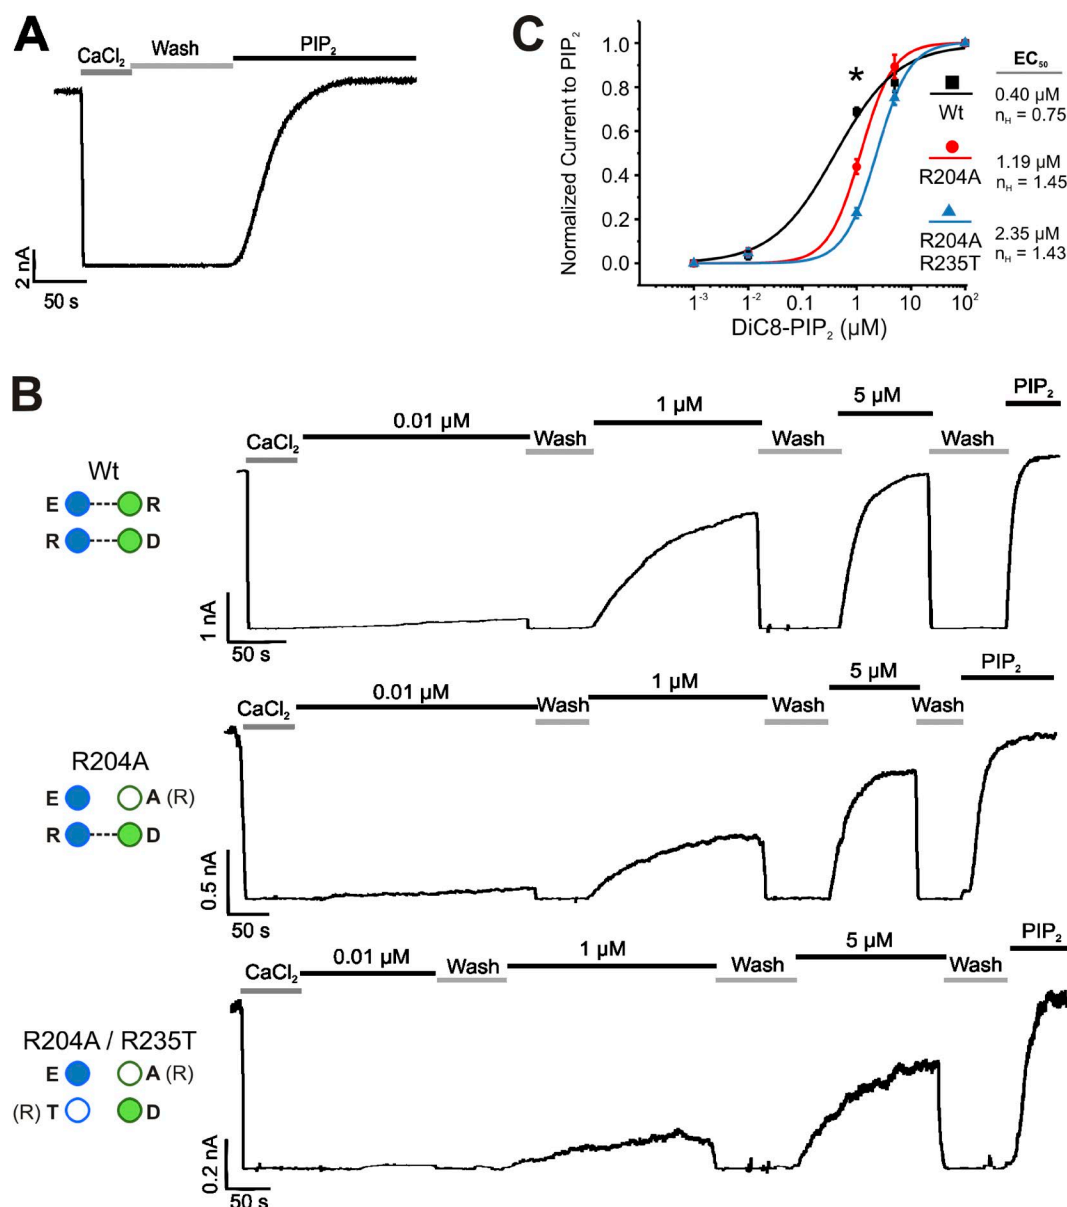 A
CaCl₂
Wash
PIP₂
2 nA
50 s
C
Normalized Current to PIP₂
1.0
0.8
0.6
0.4
0.2
0.0
*
1⁻³
1⁻²
0.1
1
10
10²
DiC8-PIP₂ (µM)
EC₅₀
Wt
0.40 µM
n_H = 0.75
R204A
1.19 µM
n_H = 1.45
R204A
R235T
2.35 µM
n_H = 1.43
B
Wt
E R
R D
CaCl₂
0.01 µM
Wash
1 µM
Wash
5 µM
Wash
PIP₂
1 nA
50 s
R204A
E A (R)
R D
CaCl₂
0.01 µM
Wash
1 µM
Wash
5 µM
Wash
PIP₂
0.5 nA
50 s
R204A / R235T
E A (R)
(R) T D
CaCl₂
0.01 µM
Wash
1 µM
Wash
5 µM
Wash
PIP₂
0.2 nA
50 s